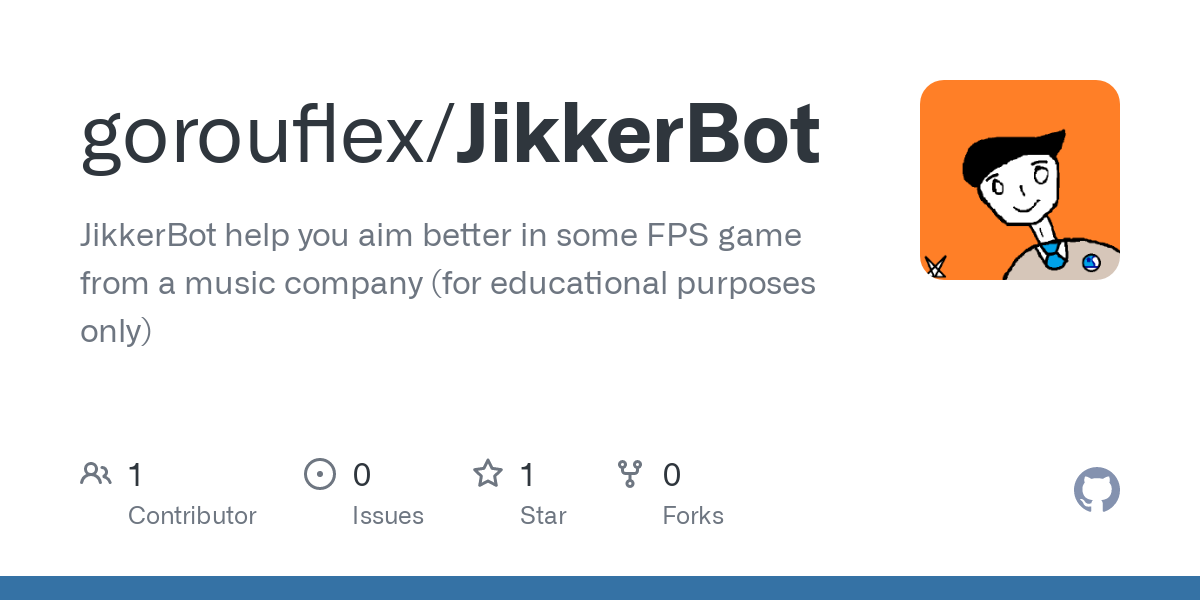 gorouflex/JikkerBot
JikkerBot help you aim better in some FPS game
from a music company (for educational purposes
only)
1
Contributor
0
Issues
1
Star
0
Forks